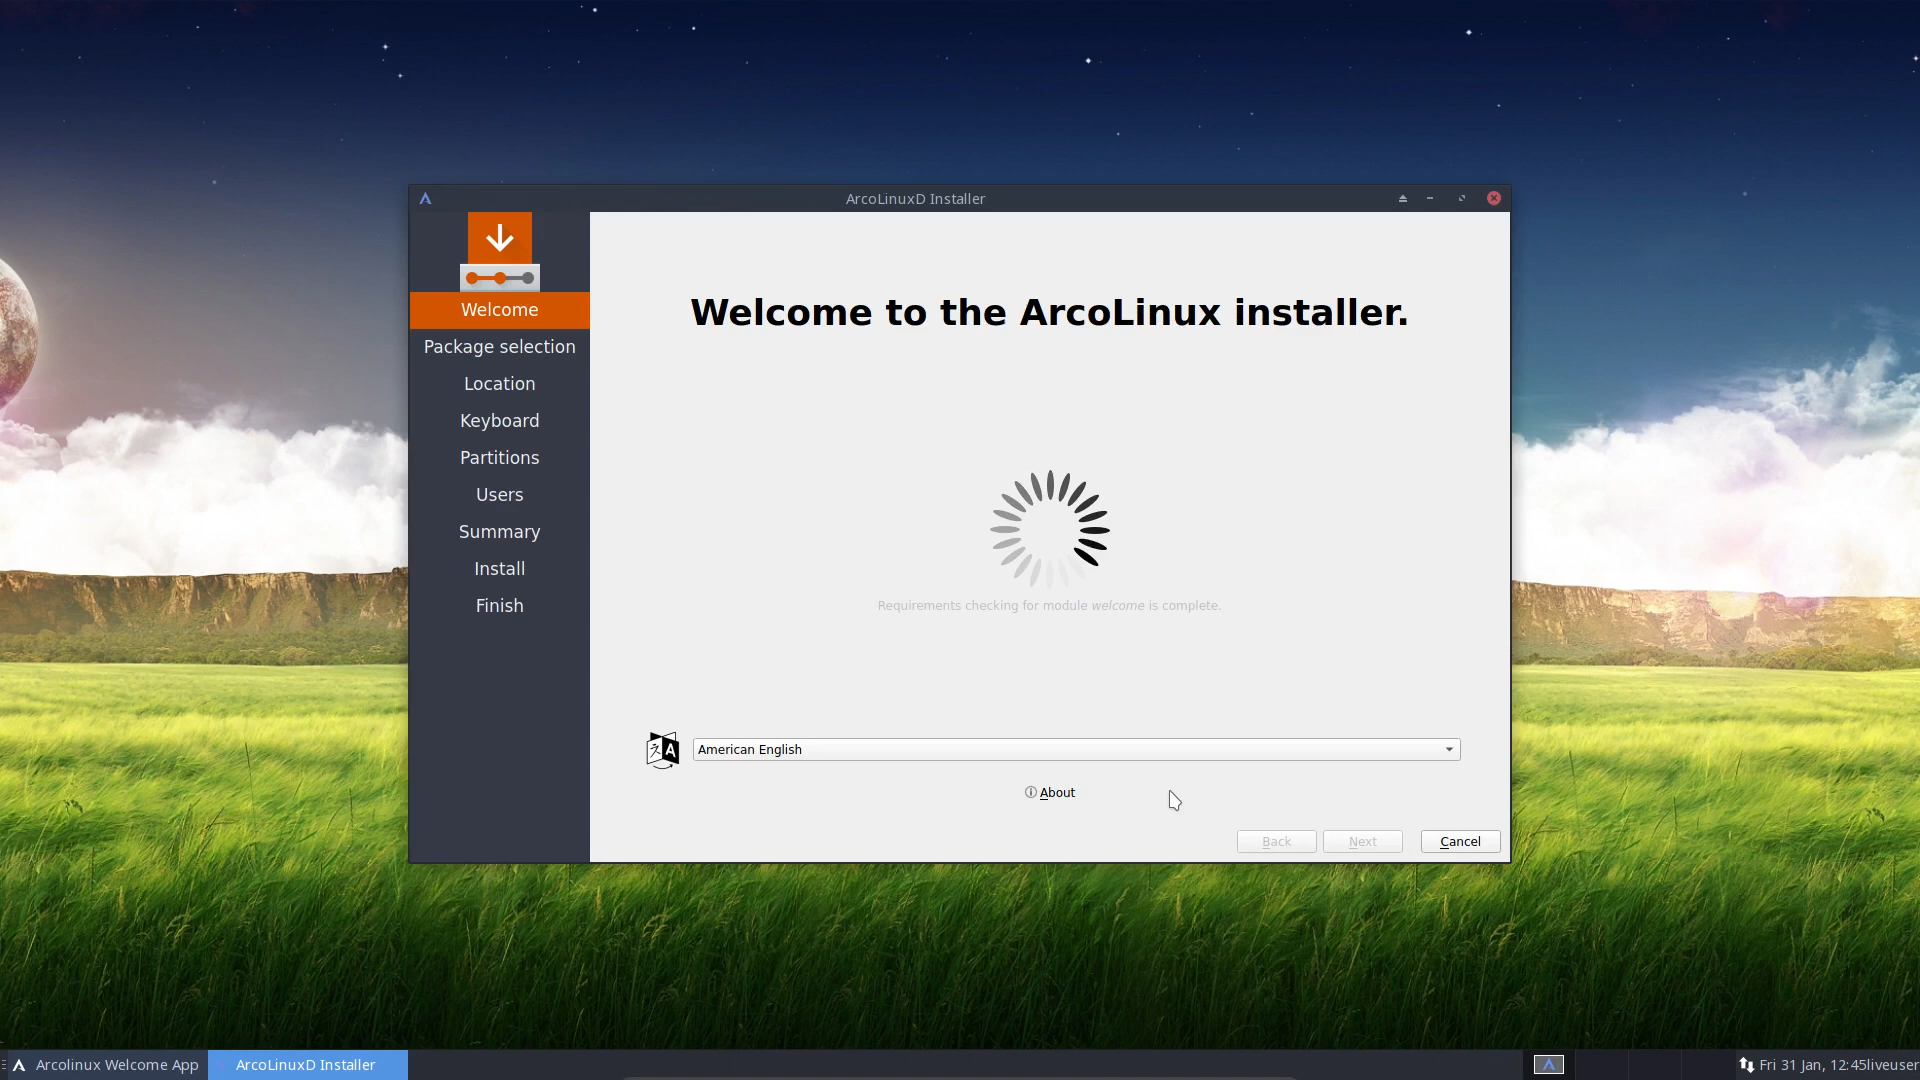 ArcoLinuxD Installer
Welcome
Package selection
Location
Keyboard
Partitions
Users
Summary
Install
Finish
Welcome to the ArcoLinux installer.
Requirements checking for module welcome is complete.
American English
About
Back
Next
Cancel
Arcolinux Welcome App
ArcoLinuxD Installer
Fri 31 Jan, 12:45liveuser